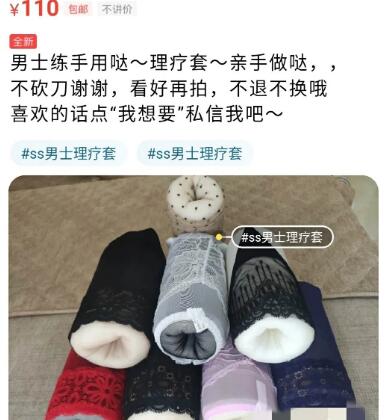 ¥110 包邮 不讲价
全新
男士练手用哒～理疗套～亲手做哒，，
不砍刀谢谢，看好再拍，不退不换哦
喜欢的话点“我想要”私信我吧～
#ss男士理疗套 #ss男士理疗套
#ss男士理疗套